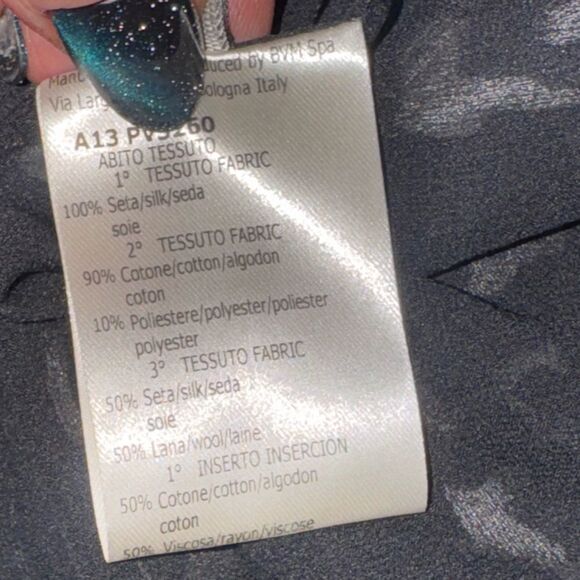 uced by BVM Spa
Via Larg ologna Italy
A13 PV3260
ABITO TESSUTO
1° TESSUTO FABRIC
100% Seta/silk/seda
soie
2° TESSUTO FABRIC
90% Cotone/cotton/algodon
coton
10% Poliestere/polyester/poliester
polyester
3° TESSUTO FABRIC
50% Seta/silk/seda
soie
50% Lana/wool/laine
1° INSERTO INSERCION
50% Cotone/cotton/algodon
coton
50% Viscosa/rayon/viscose